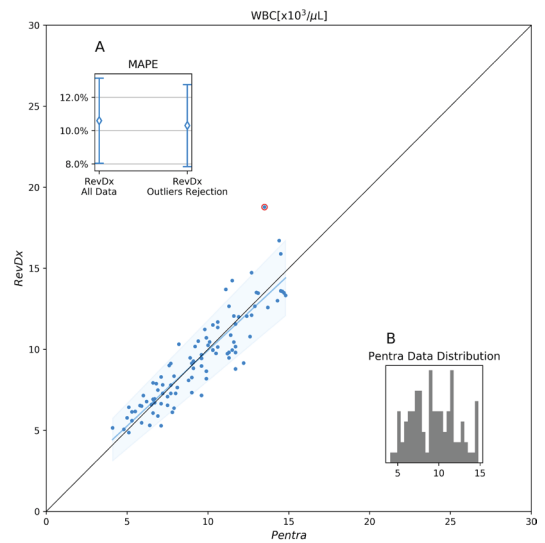 WBC[x10³/μL]
30
A
MAPE
25
12.0%
10.0%
8.0%
RevDx RevDx
All Data Outliers Rejection
20
RevDx
15
10
B
Pentra Data Distribution
5
5 10 15
0
0 5 10 15 20 25 30
Pentra